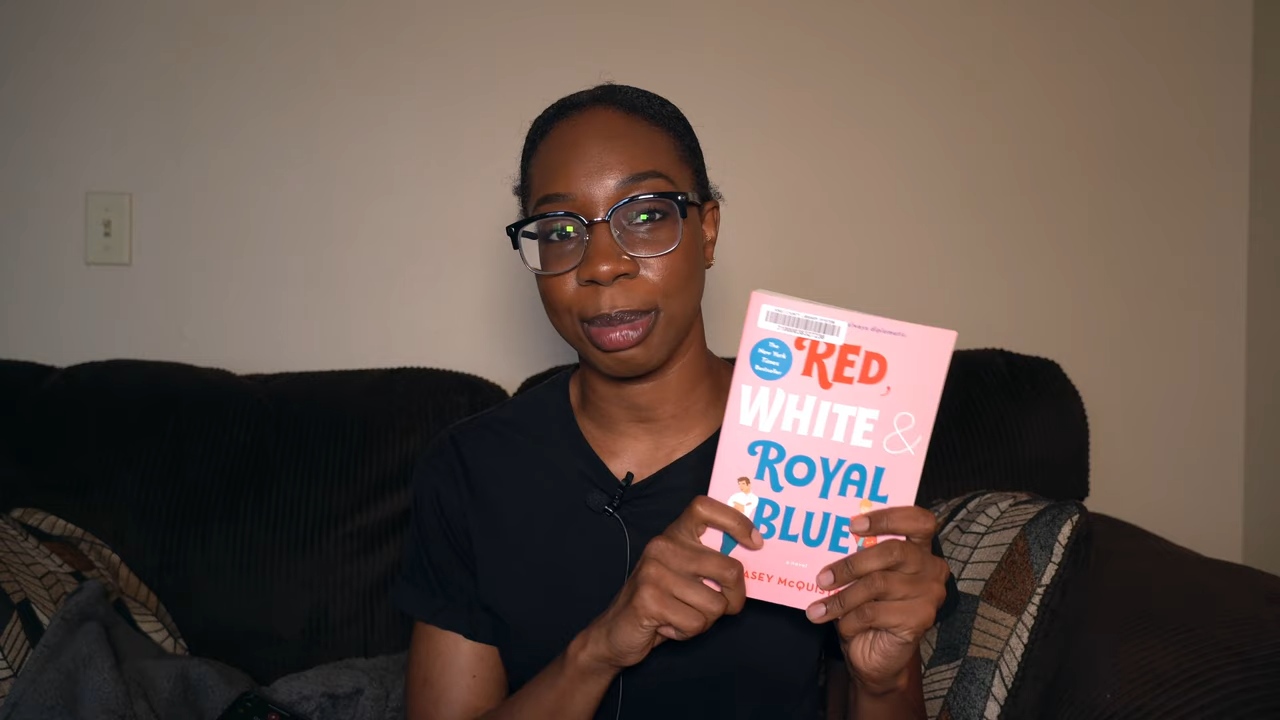 The
New York
Times
Bestseller
RED,
WHITE &
ROYAL
BLUE
a novel